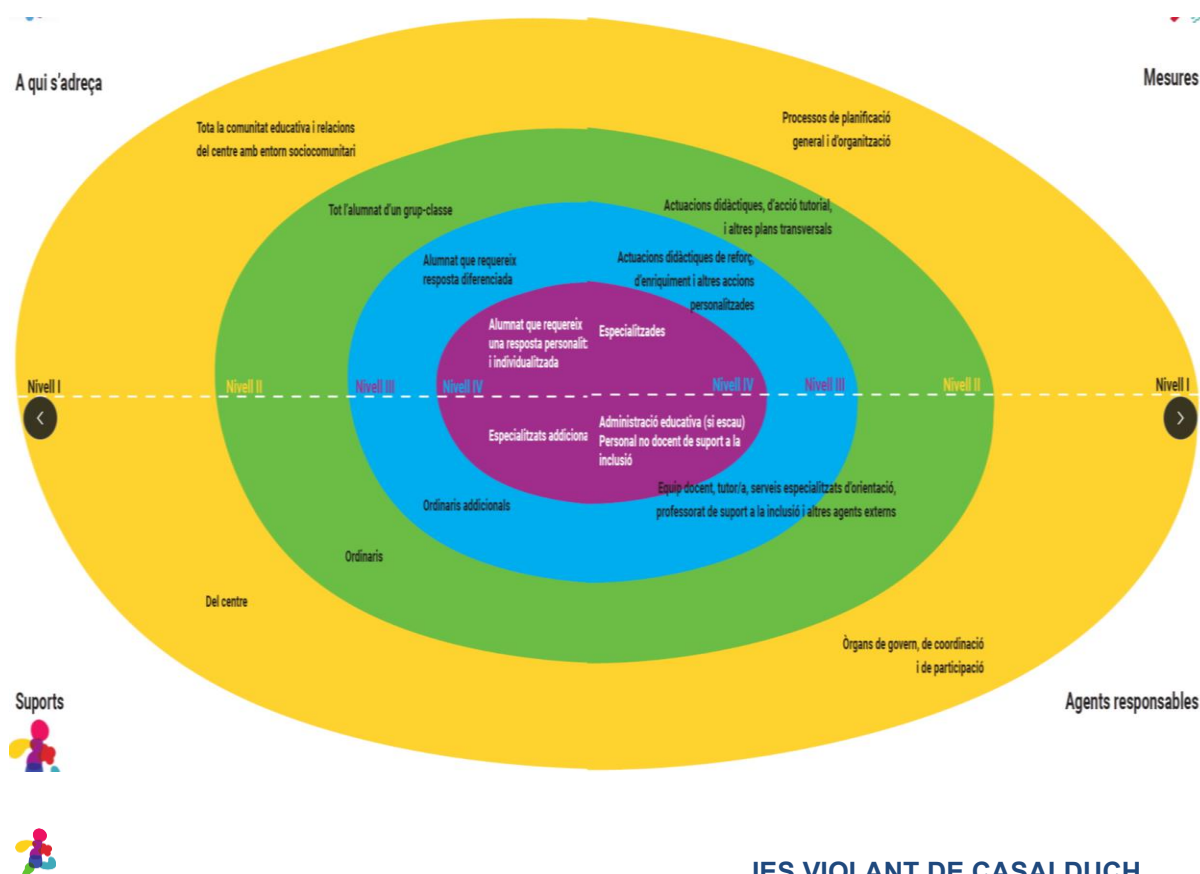 A qui s'adreça
Mesures
Tota la comunitat educativa i relacions
del centre amb entorn sociocomunitari
Processos de planificació
general i d'organització
Tot l'alumnat d'un grup-classe
Actuacions didàctiques, d'acció tutorial,
i altres plans transversals
Alumnat que requereix
resposta diferenciada
Actuacions didàctiques de reforç,
d'enriquiment i altres accions
personalitzades
Alumnat que requereix
una resposta personalit
i individualitzada
Especialitzades
Nivell I
Nivell II
Nivell III
Nivell IV
Nivell IV
Nivell III
Nivell II
Nivell I
Especialitzats addiciona
Administració educativa (si escau)
Personal no docent de suport a la
inclusió
Ordinaris addicionals
Equip docent, tutor/a, serveis especialitzats d'orientació,
professorat de suport a la inclusió i altres agents externs
Ordinaris
Del centre
Òrgans de govern, de coordinació
i de participació
Suports
Agents responsables
IES VIOLANT DE CASALDUCH